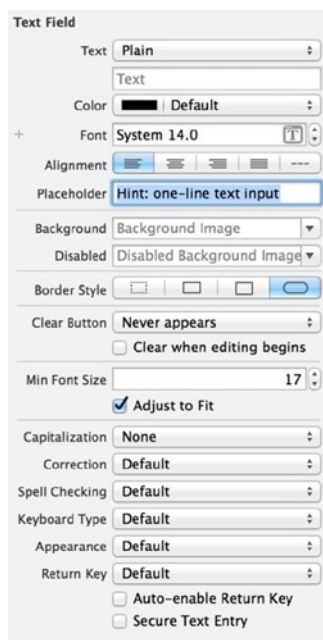 Text Field
Text Plain
Text
Color Default
+ Font System 14.0 T
Alignment ---
Placeholder Hint: one-line text input
Background Background Image
Disabled Disabled Background Image
Border Style
Clear Button Never appears
Clear when editing begins
Min Font Size 17
Adjust to Fit
Capitalization None
Correction Default
Spell Checking Default
Keyboard Type Default
Appearance Default
Return Key Default
Auto-enable Return Key
Secure Text Entry